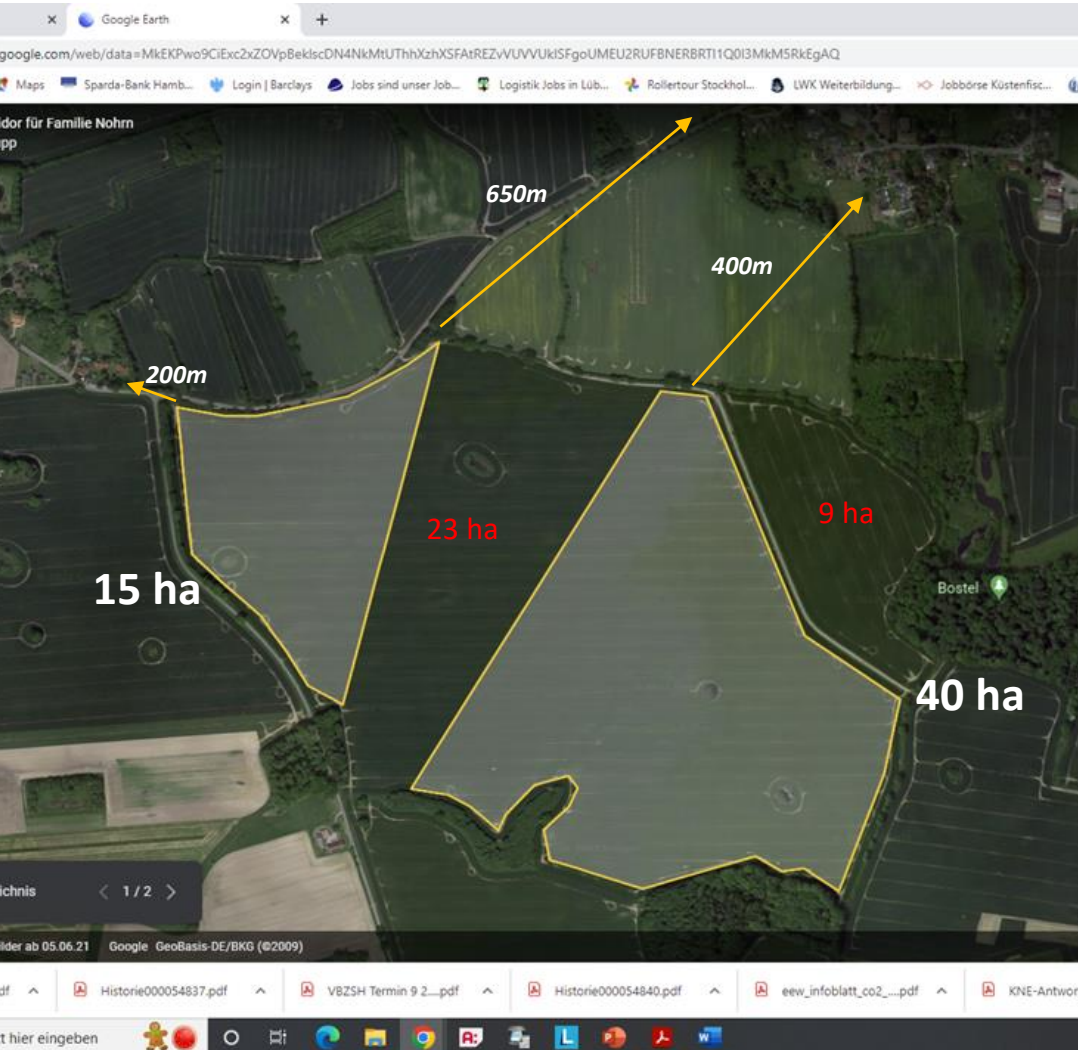 Google Earth
google.com/web/data=
Maps Sparda-Bank Hamb... Login | Barclays Jobs sind unser Job... Logistik Jobs in Lüb... Rollertour Stockhol... LWK Weiterbildung... Jobbörse Küstenfisc...
idor für Familie Nohrn
pp
650m
400m
200m
23 ha
9 ha
15 ha
Bostel
40 ha
ichnis < 1 / 2 >
ilder ab 05.06.21 Google GeoBasis-DE/BKG (©2009)
df Historie000054837.pdf VBZSH Termin 9 2....pdf Historie000054840.pdf eew_infoblatt_co2_....pdf KNE-Antwor
t hier eingeben